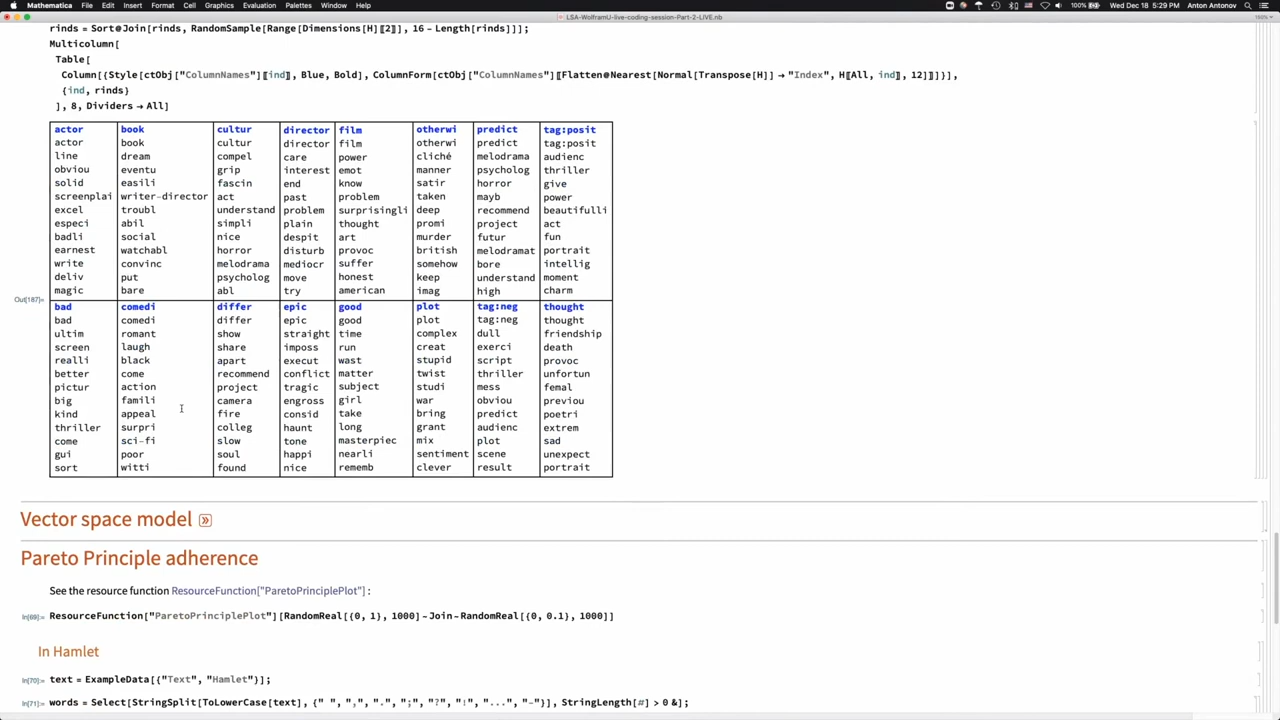 Mathematica File Edit Insert Format Cell Graphics Evaluation Palettes Window Help 100% Wed Dec 18 5:29 PM Anton Antonov
LSA-WolframU-live-coding-session-Part-2-LIVE.nb
rinds = Sort@Join[rinds, RandomSample[Range[Dimensions[H]〚2〛], 16 - Length[rinds]]];
Multicolumn[
Table[
Column[{Style[ctObj["ColumnNames"]〚ind〛, Blue, Bold], ColumnForm[ctObj["ColumnNames"]〚Flatten@Nearest[Normal[Transpose[H]] → "Index", H〚All, ind〛, 12]〛]}],
{ind, rinds}
], 8, Dividers → All]
actor book cultur director film otherwi predict tag:posit
actor book cultur director film otherwi predict tag:posit
line dream compel care power cliché melodrama audienc
obviou eventu grip interest emot manner psycholog thriller
solid easili fascin end know satir horror give
screenplai writer-director act past problem taken mayb power
excel troubl understand problem surprisingli deep recommend beautifulli
especi abil simpli plain thought promi project act
badli social nice despit art murder futur fun
earnest watchabl horror disturb provoc british melodramat portrait
write convinc melodrama mediocr suffer somehow bore intellig
deliv put psycholog move honest keep understand moment
magic bare abl try american imag high charm
Out[187]=
bad comedi differ epic good plot tag:neg thought
bad comedi differ epic good plot tag:neg thought
ultim romant show straight time complex dull friendship
screen laugh share imposs run creat exerci death
realli black apart execut wast stupid script provoc
better come recommend conflict matter twist thriller unfortun
pictur action project tragic subject studi mess femal
big famili camera engross girl war obviou previou
kind appeal fire consid take bring predict poetri
thriller surpri colleg haunt long grant audienc extrem
come sci-fi slow tone masterpiec mix plot sad
gui poor soul happi nearli sentiment scene unexpect
sort witti found nice rememb clever result portrait
Vector space model »
Pareto Principle adherence
See the resource function ResourceFunction["ParetoPrinciplePlot"] :
In[69]:= ResourceFunction["ParetoPrinciplePlot"][RandomReal[{0, 1}, 1000]~Join~RandomReal[{0, 0.1}, 1000]]
In Hamlet
In[70]:= text = ExampleData[{"Text", "Hamlet"}];
In[71]:= words = Select[StringSplit[ToLowerCase[text], {" ", ",", ".", ";", "?", "!", "...", "-"}], StringLength[#] > 0 &];